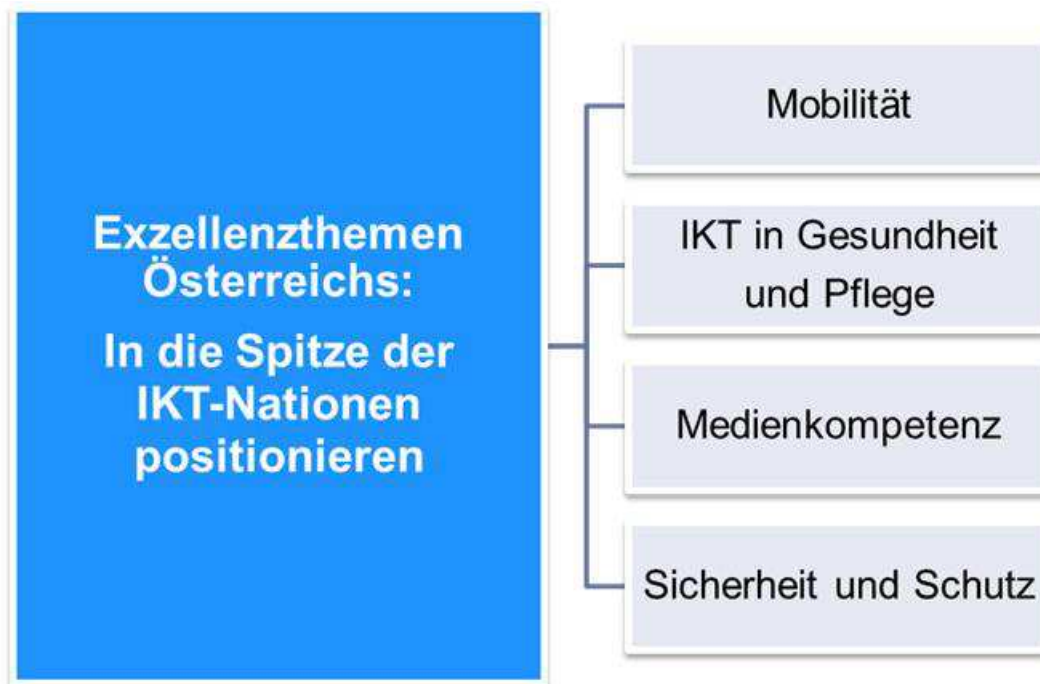 Exzellenzthemen
Österreichs:
In die Spitze der
IKT-Nationen
positionieren
Mobilität
IKT in Gesundheit
und Pflege
Medienkompetenz
Sicherheit und Schutz